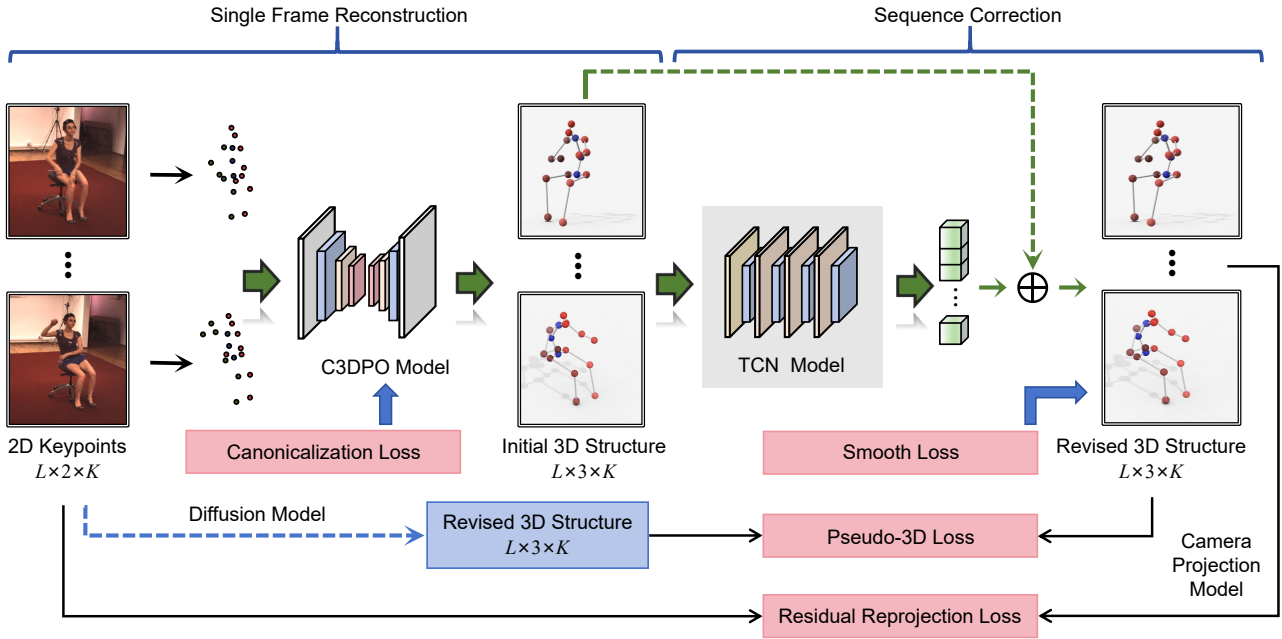 Single Frame Reconstruction
Sequence Correction
C3DPO Model
TCN Model
2D Keypoints
L×2×K
Canonicalization Loss
Initial 3D Structure
L×3×K
Smooth Loss
Revised 3D Structure
L×3×K
Diffusion Model
Revised 3D Structure
L×3×K
Pseudo-3D Loss
Camera
Projection
Model
Residual Reprojection Loss